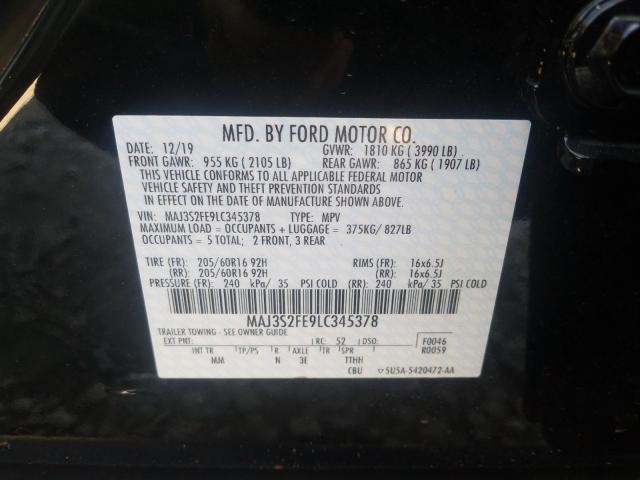 MFD. BY FORD MOTOR CO.
DATE: 12/19 GVWR: 1810 KG ( 3990 LB)
FRONT GAWR: 955 KG ( 2105 LB) REAR GAWR: 865 KG ( 1907 LB)
THIS VEHICLE CONFORMS TO ALL APPLICABLE FEDERAL MOTOR
VEHICLE SAFETY AND THEFT PREVENTION STANDARDS
IN EFFECT ON THE DATE OF MANUFACTURE SHOWN ABOVE.
VIN: MAJ3S2FE9LC345378 TYPE: MPV
MAXIMUM LOAD = OCCUPANTS + LUGGAGE = 375KG/ 827LB
OCCUPANTS = 5 TOTAL; 2 FRONT, 3 REAR
TIRE (FR): 205/60R16 92H RIMS (FR): 16x6.5J
(RR): 205/60R16 92H (RR): 16x6.5J
PRESSURE (FR): 240 kPa/ 35 PSI COLD (RR): 240 kPa/ 35 PSI COLD
MAJ3S2FE9LC345378
TRAILER TOWING - SEE OWNER GUIDE.
EXT PNT: RC: 52 DSO: F0046
R0059
INT TR TP/PS R AXLE TR SPR
MM N 3E TTHH
CBU ▽5U5A-5420472-AA